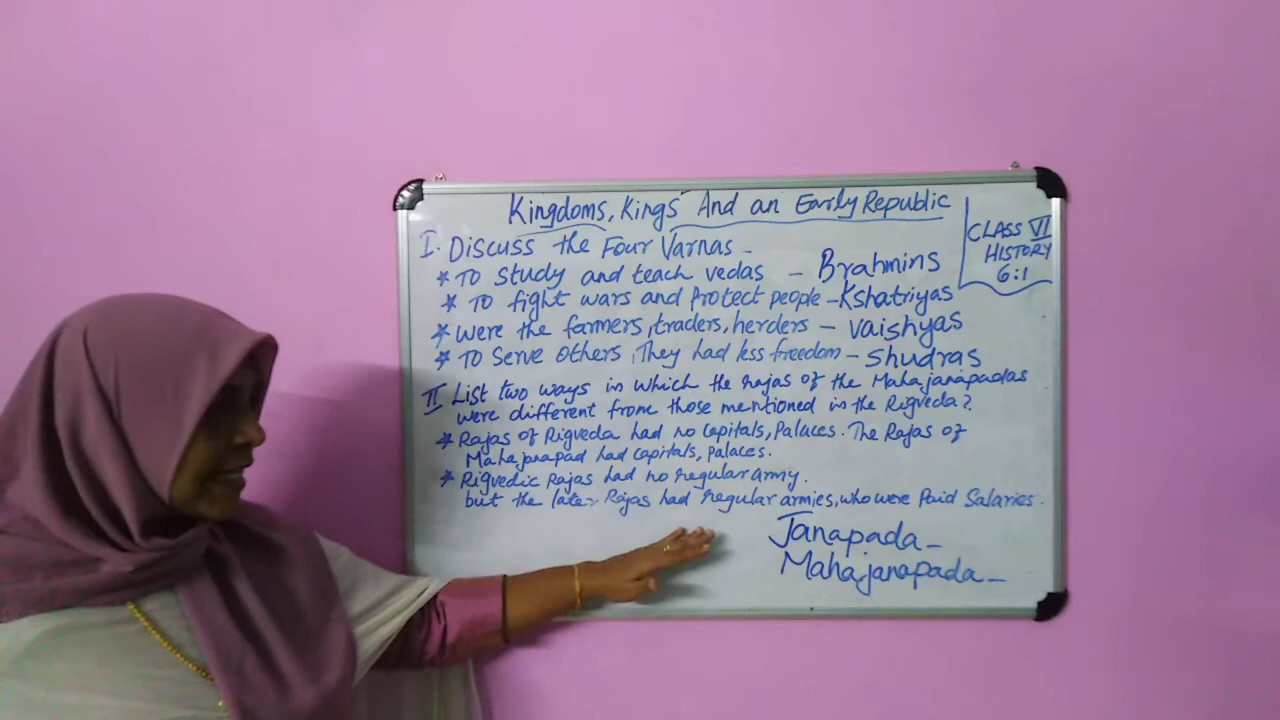 Kingdoms, Kings And an Early Republic
CLASS VI
HISTORY
6:1
I. Discuss the Four Varnas -
* To study and teach vedas - Brahmins
* To fight wars and Protect people - Kshatriyas
* were the farmers, traders, herders - Vaishyas
* To Serve others, They had less freedom - Shudras
II List two ways in which the rajas of the Mahajanapadas
were different from those mentioned in the Rigveda?
* Rajas of Rigveda had no Capitals, Palaces. The Rajas of
Mahajanapad had Capitals, palaces.
* Rigvedic Rajas had no regular army.
but the later Rajas had regular armies, who were Paid Salaries.
Janapada -
Mahajanapada -